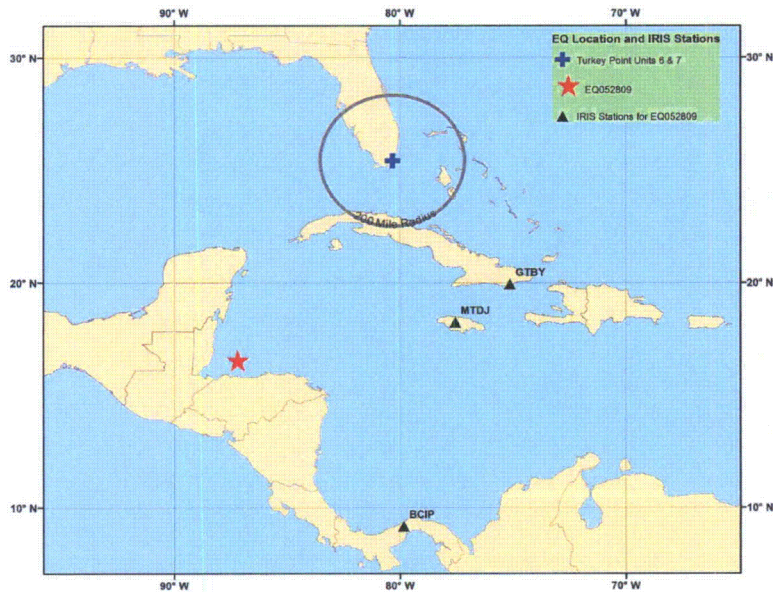 90° W 80° W 70° W
EQ Location and IRIS Stations
Turkey Point Units 6 & 7
EQ052809
IRIS Stations for EQ052809
30° N 30° N
200 Mile Radius
GTBY
20° N 20° N
MTDJ
10° N 10° N
BCIP
90° W 80° W 70° W